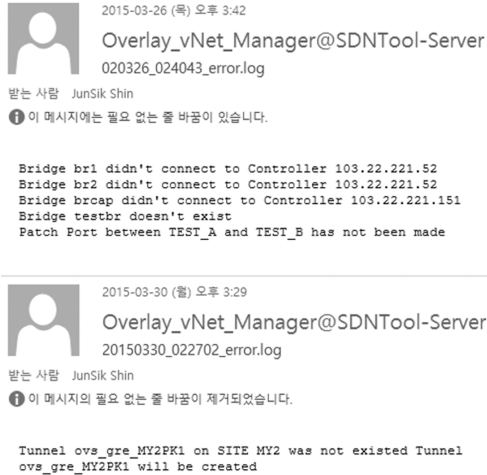 2015-03-26 (목) 오후 3:42
Overlay_vNet_Manager@SDNTool-Server
020326_024043_error.log
받는 사람 JunSik Shin
이 메시지에는 필요 없는 줄 바꿈이 있습니다.
Bridge br1 didn't connect to Controller 103.22.221.52
Bridge br2 didn't connect to Controller 103.22.221.52
Bridge brcap didn't connect to Controller 103.22.221.151
Bridge testbr doesn't exist
Patch Port between TEST_A and TEST_B has not been made
2015-03-30 (월) 오후 3:29
Overlay_vNet_Manager@SDNTool-Server
20150330_022702_error.log
받는 사람 JunSik Shin
이 메시지의 필요 없는 줄 바꿈이 제거되었습니다.
Tunnel ovs_gre_MY2PK1 on SITE MY2 was not existed Tunnel
ovs_gre_MY2PK1 will be created